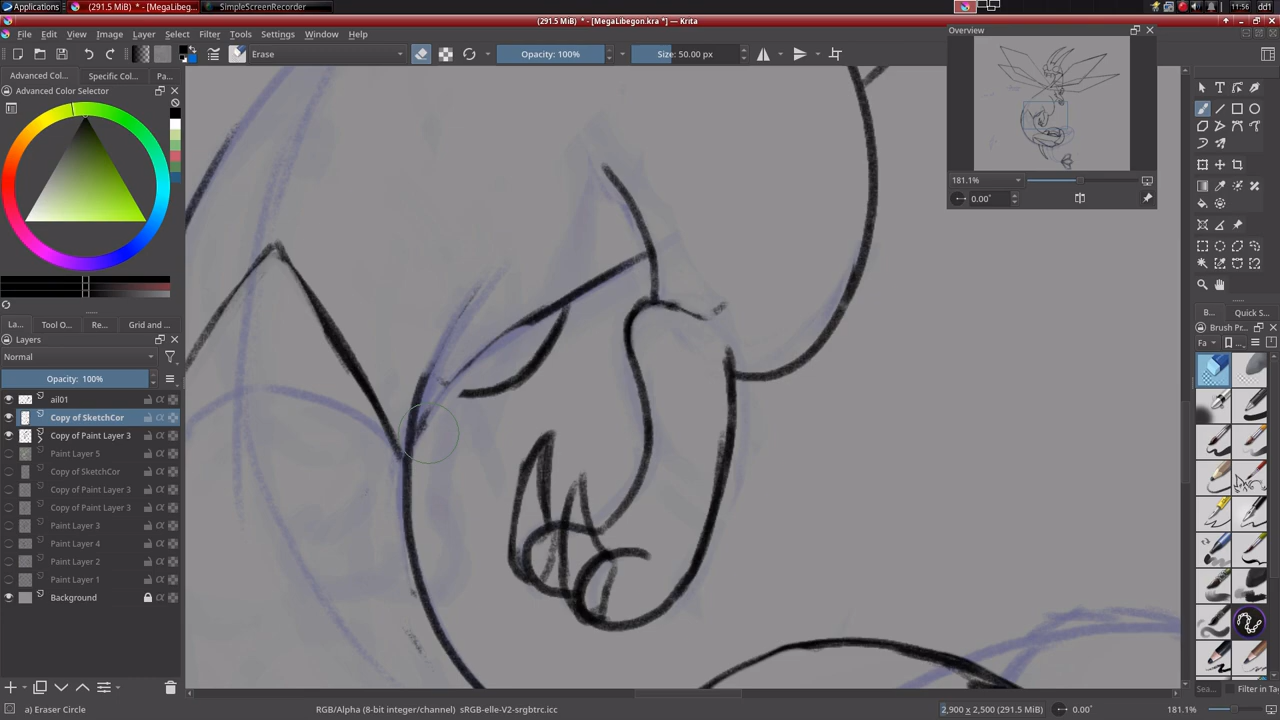 Applications
(291.5 MiB) * - [MegaLibego...
SimpleScreenRecorder
11:56
dd1
(291.5 MiB) * - [MegaLibegon.kra *] — Krita
File Edit View Image Layer Select Filter Tools Settings Window Help
Erase
Opacity: 100%
Size: 50.00 px
Advanced Col...
Specific Col...
Pa...
Advanced Color Selector
La...
Tool O...
Re...
Grid and ...
Layers
Normal
Opacity: 100%
ail01
Copy of SketchCor
Copy of Paint Layer 3
Paint Layer 5
Copy of SketchCor
Copy of Paint Layer 3
Copy of Paint Layer 3
Paint Layer 3
Paint Layer 4
Paint Layer 2
Paint Layer 1
Background
Overview
181.1%
0.00°
B...
Quick S...
Brush Pr...
Fa
...
Sea...
Filter in Ta
a) Eraser Circle
RGB/Alpha (8-bit integer/channel) sRGB-elle-V2-srgbtrc.icc
2,900 x 2,500 (291.5 MiB)
0.00°
181.1%